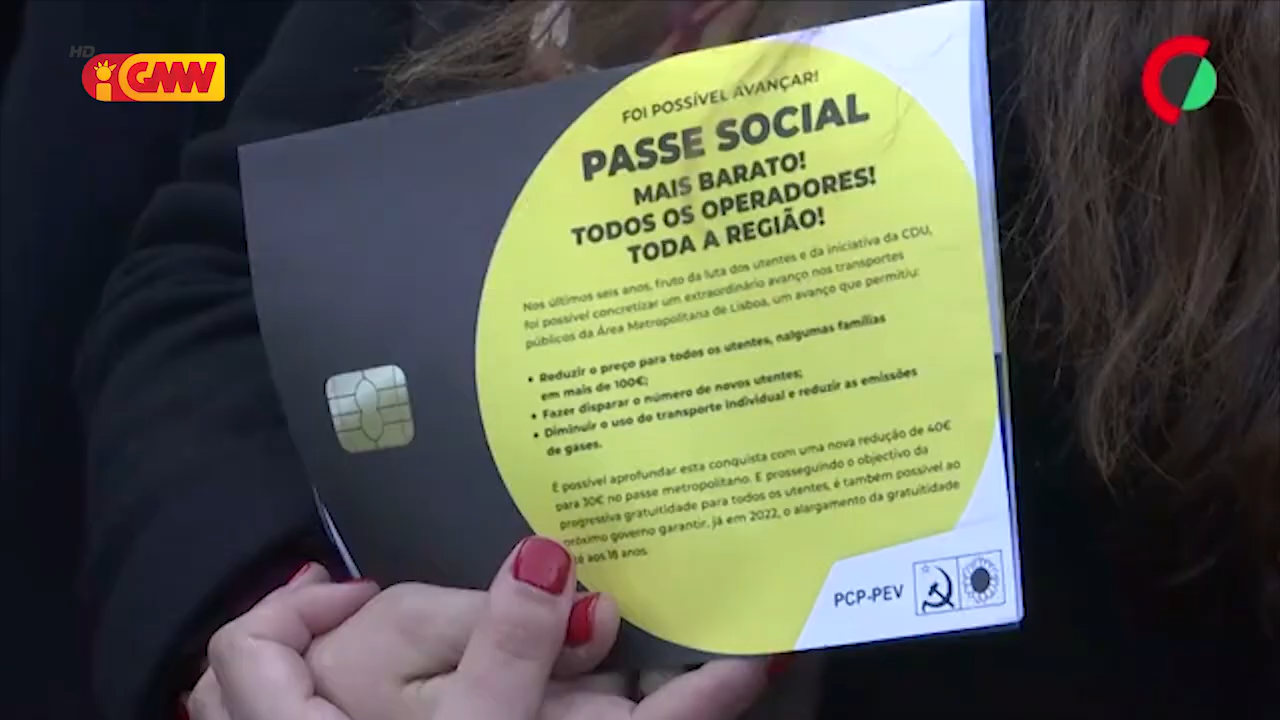 HD
iGMW
FOI POSSÍVEL AVANÇAR!
PASSE SOCIAL
MAIS BARATO!
TODOS OS OPERADORES!
TODA A REGIÃO!
Nos últimos seis anos, fruto da luta dos utentes e da iniciativa da CDU,
foi possível concretizar um extraordinário avanço nos transportes
públicos da Área Metropolitana de Lisboa, um avanço que permitiu:
• Reduzir o preço para todos os utentes, nalgumas famílias
em mais de 100€;
• Fazer disparar o número de novos utentes;
• Diminuir o uso do transporte individual e reduzir as emissões
de gases.
É possível aprofundar esta conquista com uma nova redução de 40€
para 30€ no passe metropolitano. E prosseguindo o objectivo da
progressiva gratuitidade para todos os utentes, é também possível ao
próximo governo garantir, já em 2022, o alargamento da gratuitidade
até aos 18 anos.
PCP-PEV